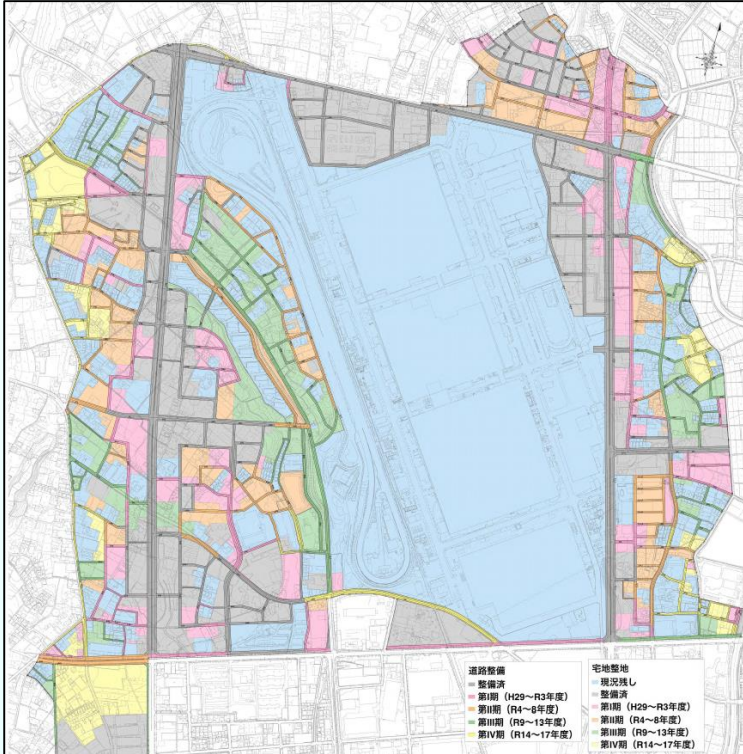 道路整備
整備済
第Ⅰ期（H29～R3年度）
第Ⅱ期（R4～8年度）
第Ⅲ期（R9～13年度）
第Ⅳ期（R14～17年度）
宅地整地
現況残し
整備済
第Ⅰ期（H29～R3年度）
第Ⅱ期（R4～8年度）
第Ⅲ期（R9～13年度）
第Ⅳ期（R14～17年度）